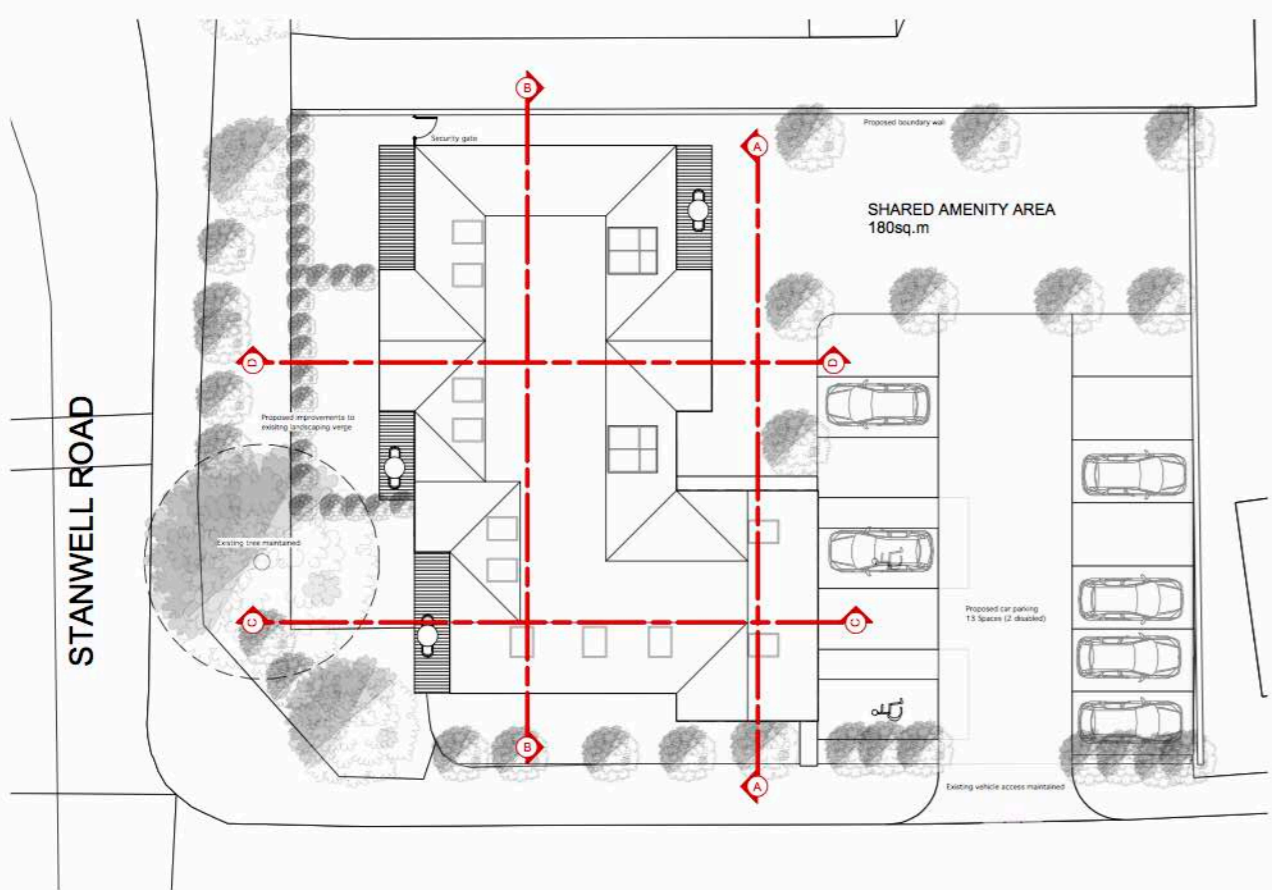 B
Security gate
Proposed boundary wall
A
SHARED AMENITY AREA
180sq.m
D
D
STANWELL ROAD
Proposed improvements to
exisitng landscaping verge
Existing tree maintained
C
C
Proposed car parking
13 Spaces (2 disabled)
B
A
Existing vehicle access maintained